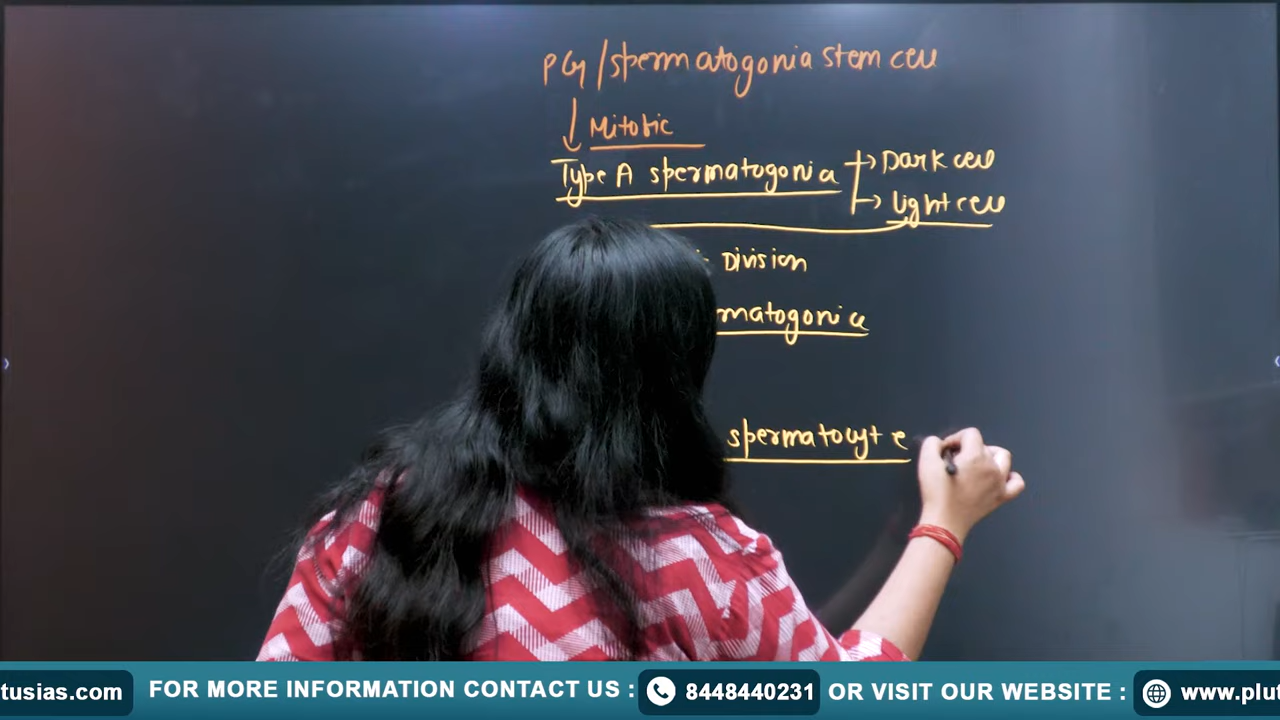 PG/spermatogonia stem cell
Mitotic
Type A spermatogonia
Dark cell
Light cell
Division
matogonia
spermatocyte
tusias.com FOR MORE INFORMATION CONTACT US : 8448440231 OR VISIT OUR WEBSITE : www.plut